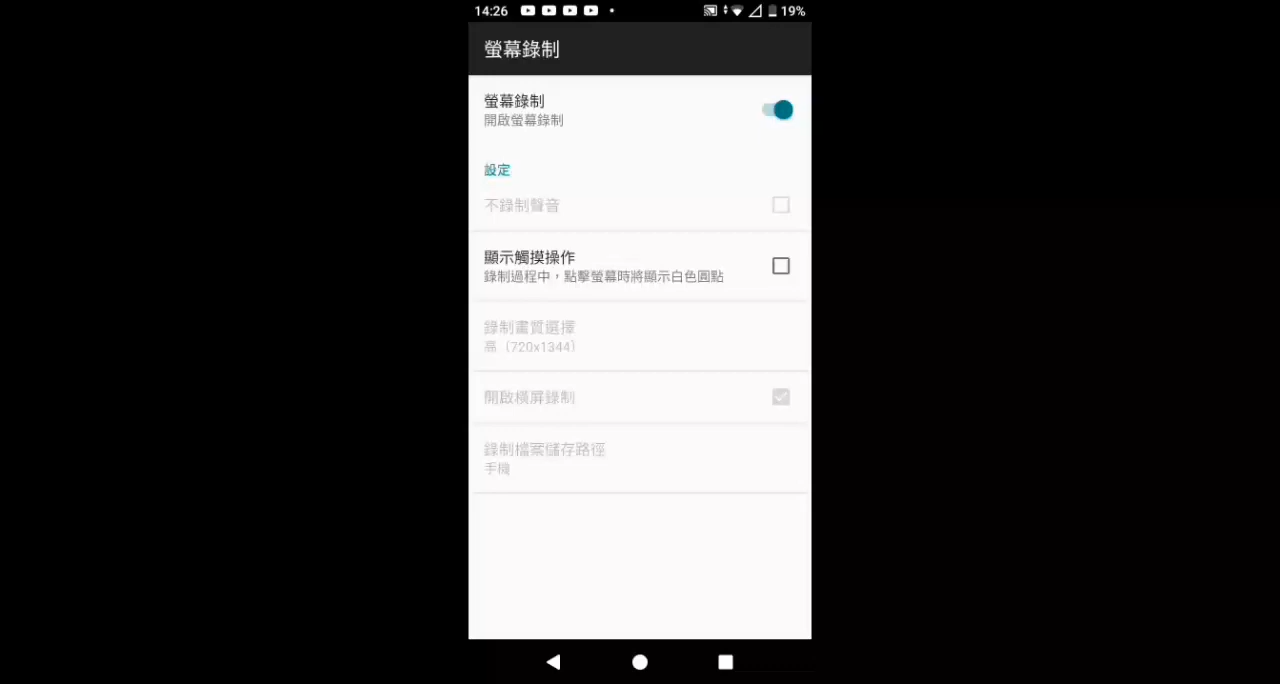 14:26
19%
螢幕錄制
螢幕錄制
開啟螢幕錄制
設定
不錄制聲音
顯示觸摸操作
錄制過程中，點擊螢幕時將顯示白色圓點
錄制畫質選擇
高（720x1344）
開啟橫屏錄制
錄制檔案儲存路徑
手機